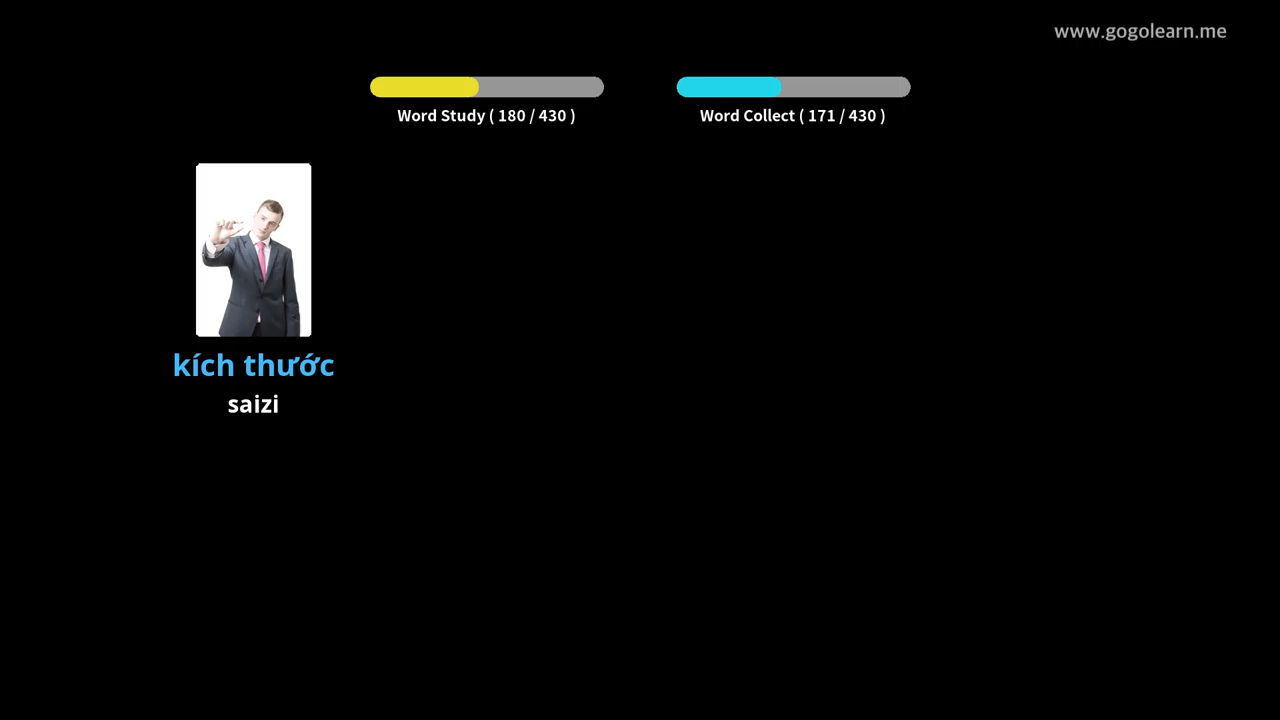 www.gogolearn.me
Word Study ( 180 / 430 )
Word Collect ( 171 / 430 )
kích thước
saizi